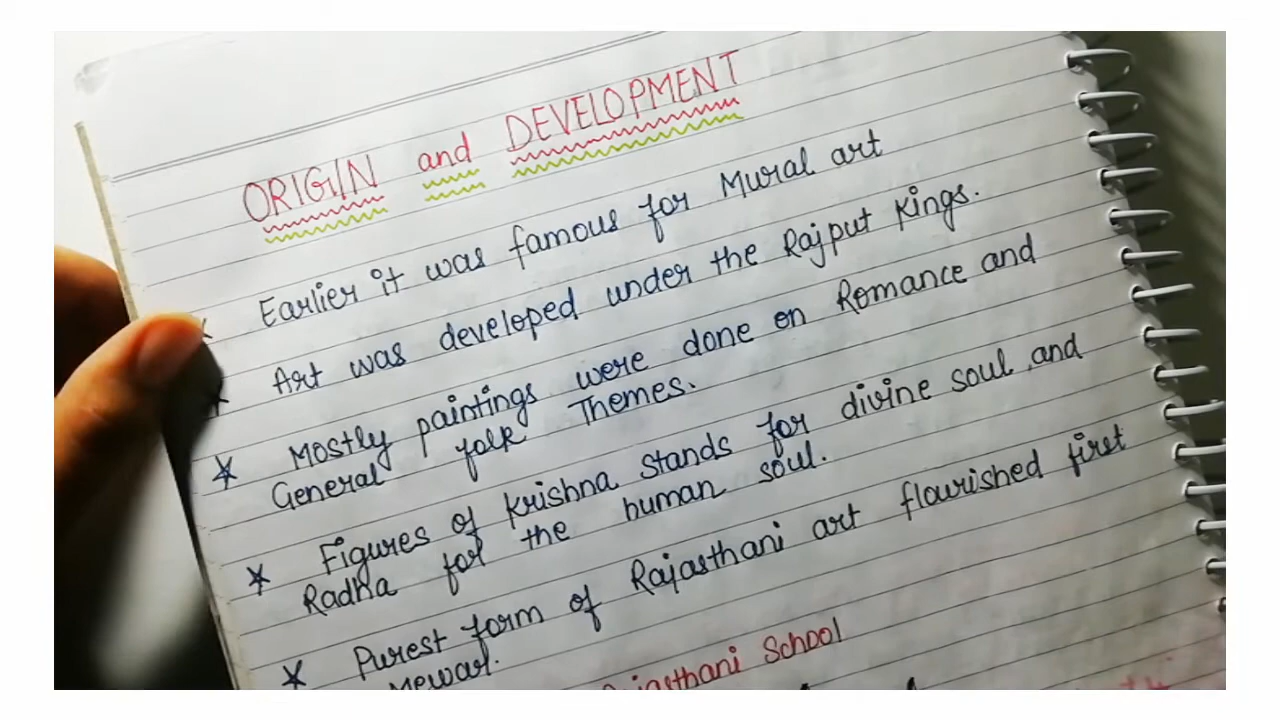 ORIGIN and DEVELOPMENT
Earlier it was famous for Mural art
Art was developed under the Rajput Kings.
Mostly paintings were done on Romance and
General folk Themes.
Figures of Krishna stands for divine soul and
Radha for the human soul.
Purest form of Rajasthani art flourished first
Mewar.
Rajasthani School